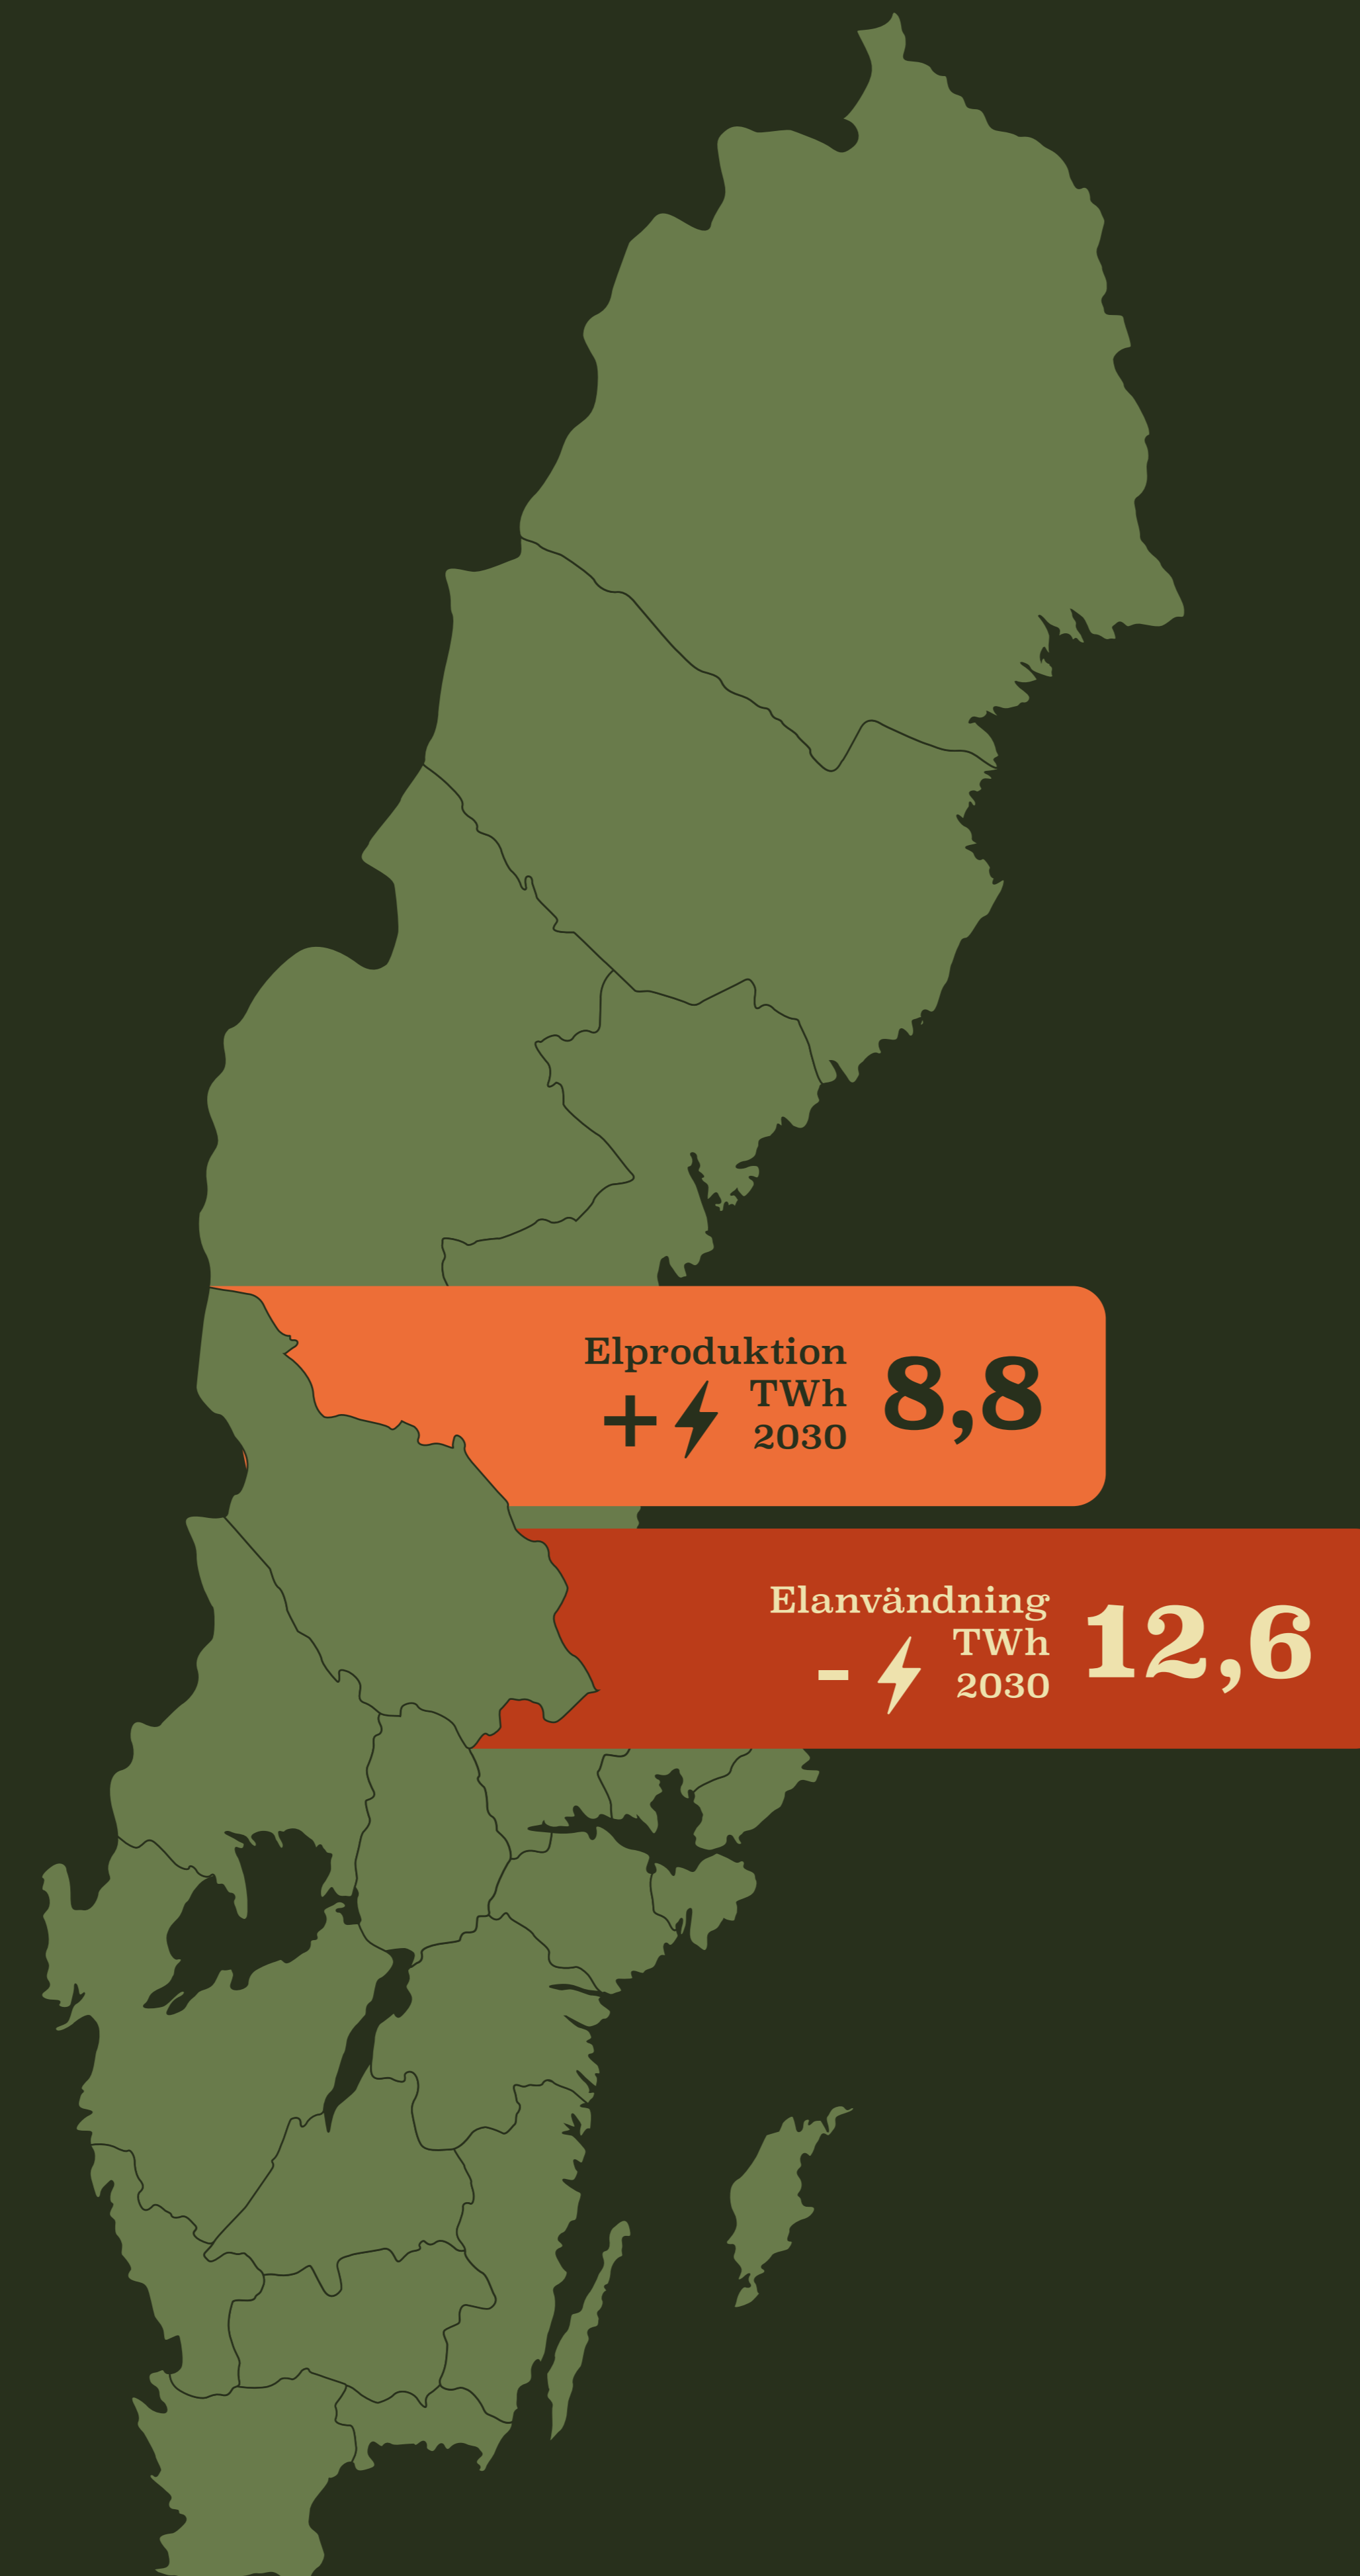 Elproduktion
+ TWh 8,8
2030
Elanvändning
- TWh 12,6
2030